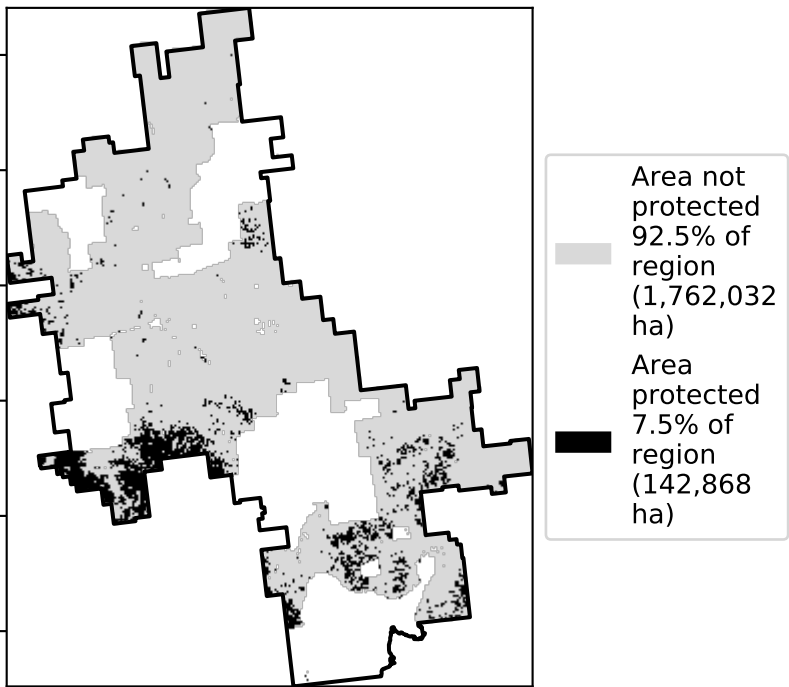 Area not
protected
92.5% of
region
(1,762,032
ha)
Area
protected
7.5% of
region
(142,868
ha)